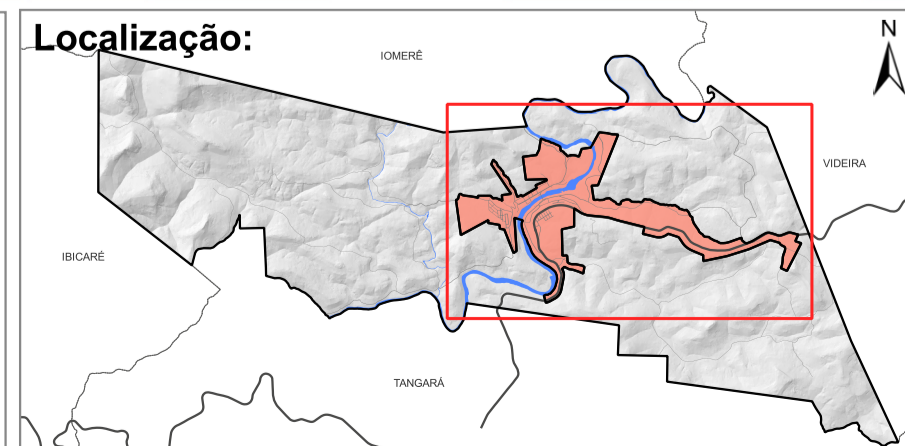 Localização:
N
IOMERÊ
VIDEIRA
IBICARÉ
TANGARÁ